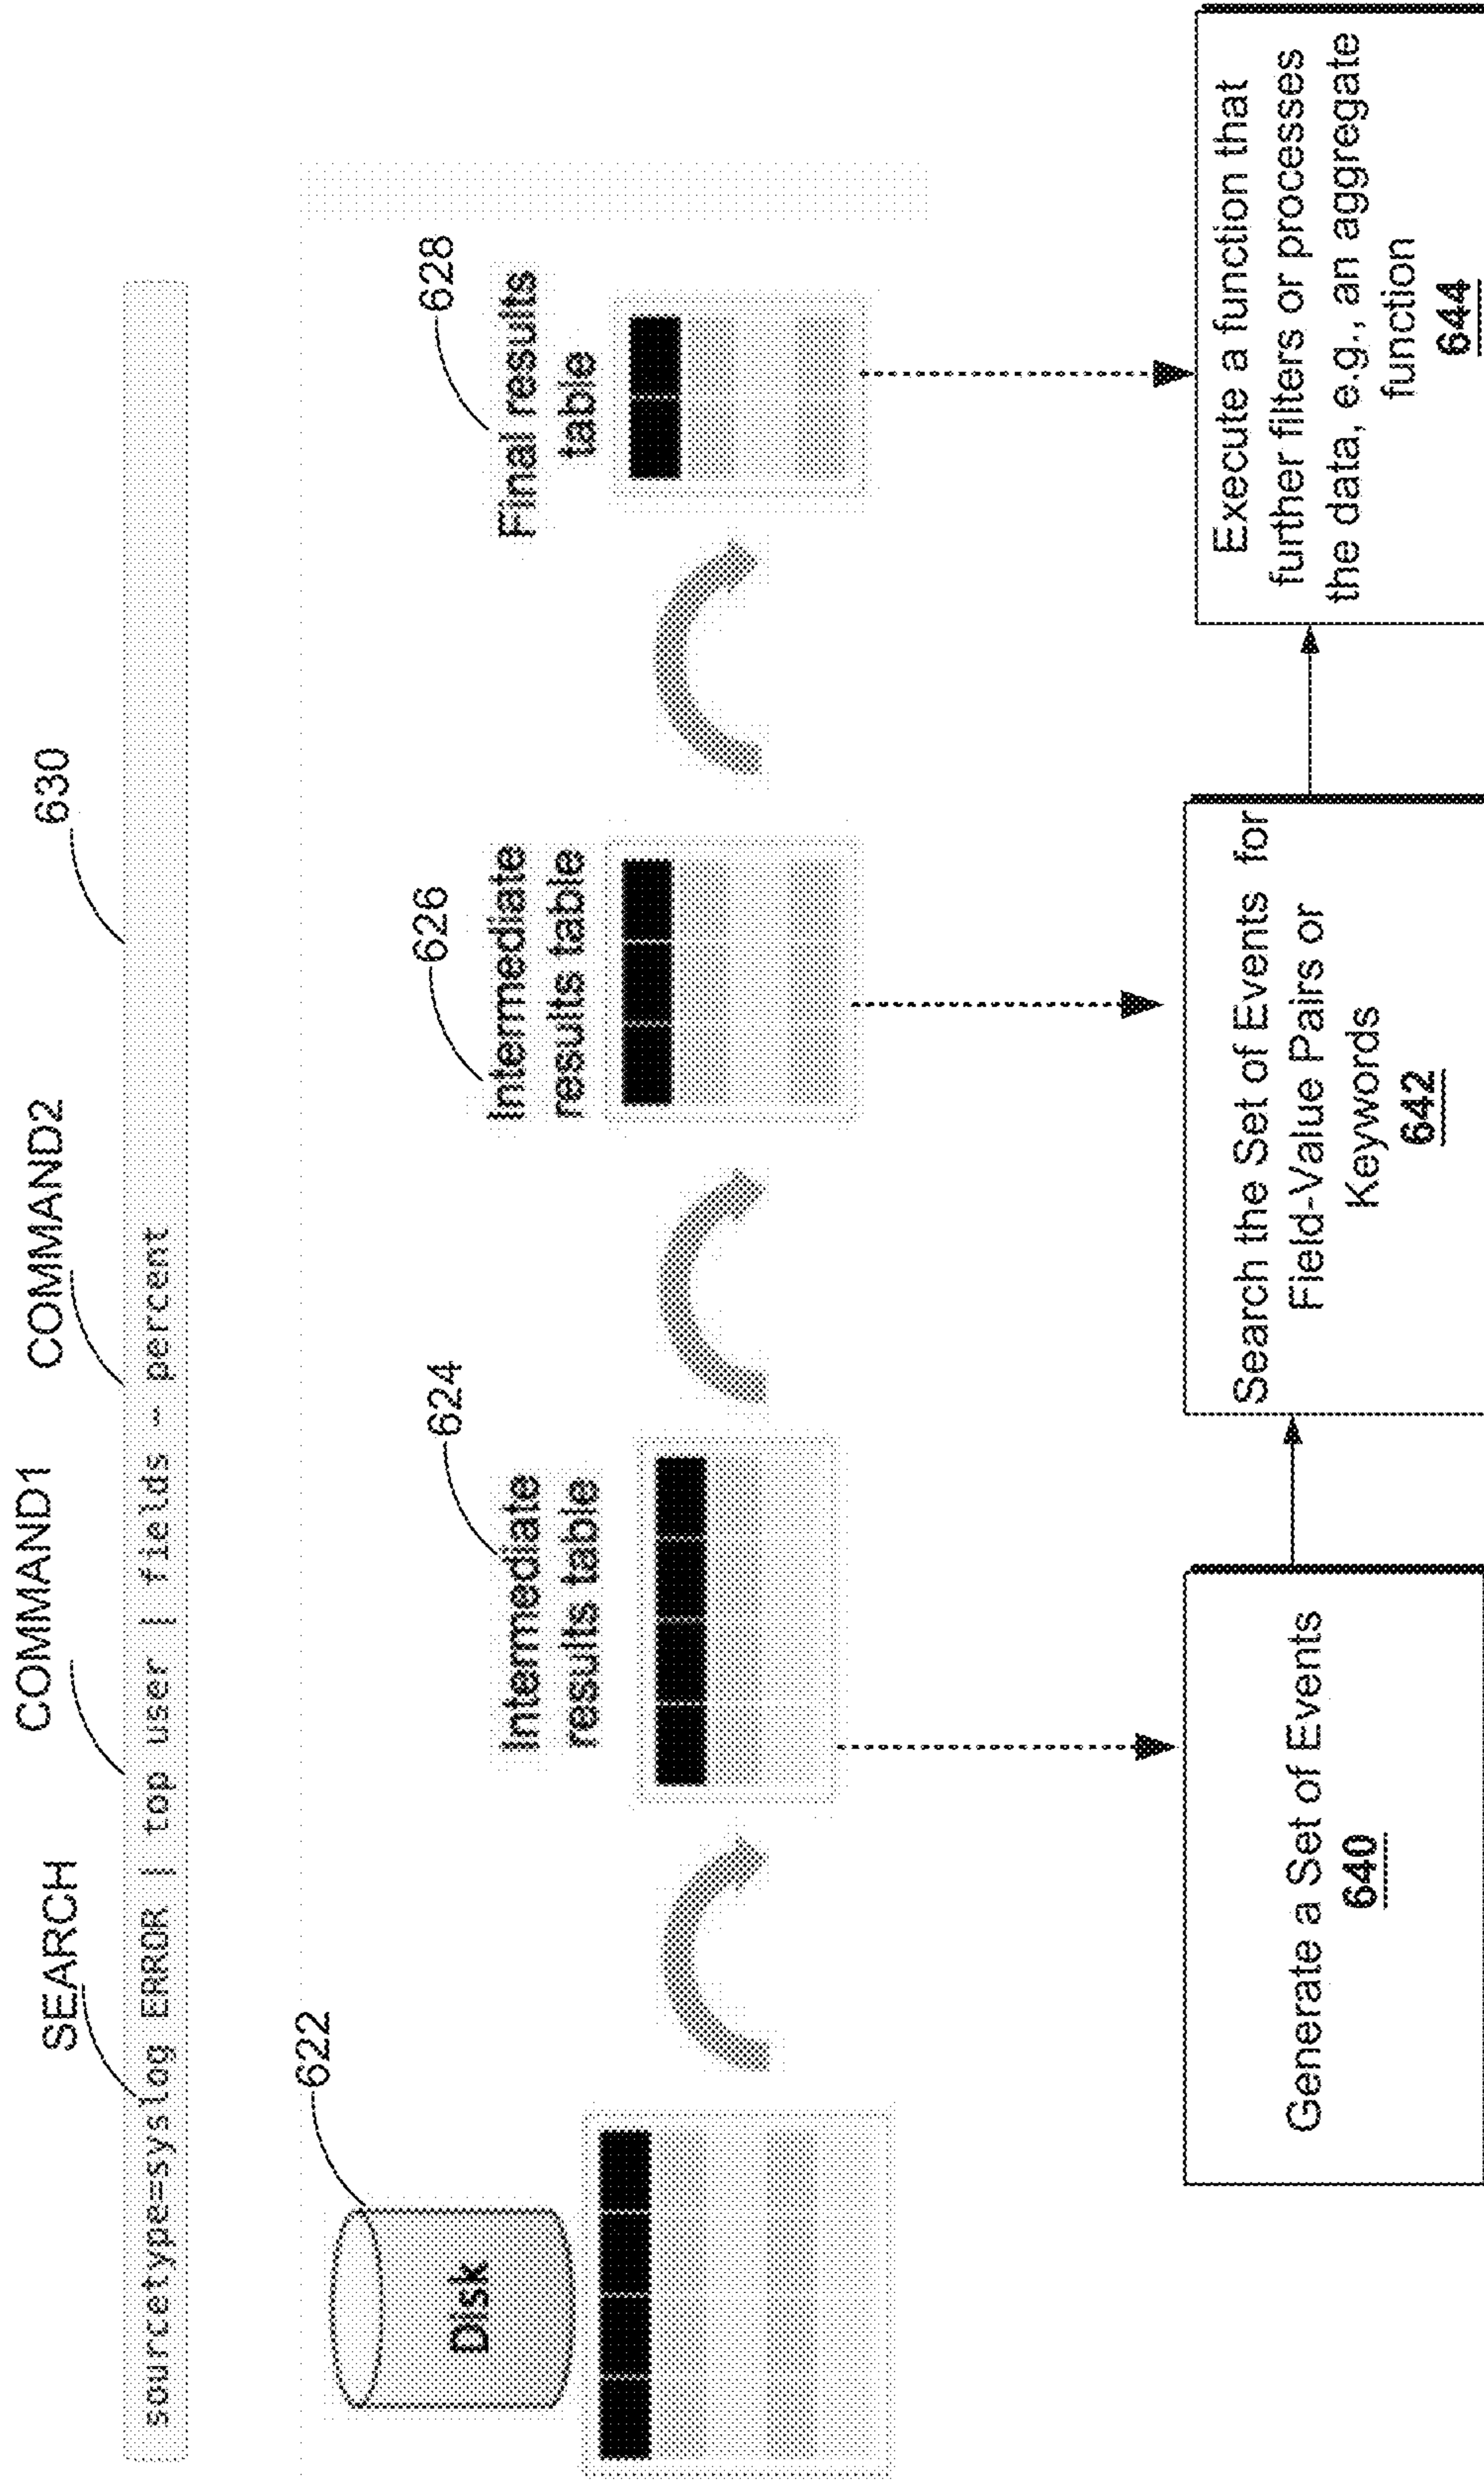 SEARCH
COMMAND1
COMMAND2
630
sourcetype=syslog ERROR | top user | fields – percent
622
Disk
624
Intermediate
results table
626
Intermediate
results table
628
Final results
table
Generate a Set of Events
640
Search the Set of Events for
Field-Value Pairs or
Keywords
642
Execute a function that
further filters or processes
the data, e.g., an aggregate
function
644